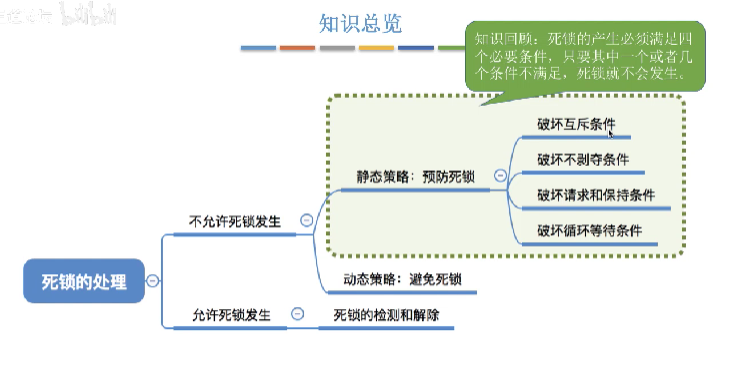 知识总览
知识回顾：死锁的产生必须满足四
个必要条件，只要其中一个或者几
个条件不满足，死锁就不会发生。
破坏互斥条件
破坏不剥夺条件
静态策略：预防死锁
破坏请求和保持条件
不允许死锁发生
破坏循环等待条件
死锁的处理
动态策略：避免死锁
允许死锁发生
死锁的检测和解除